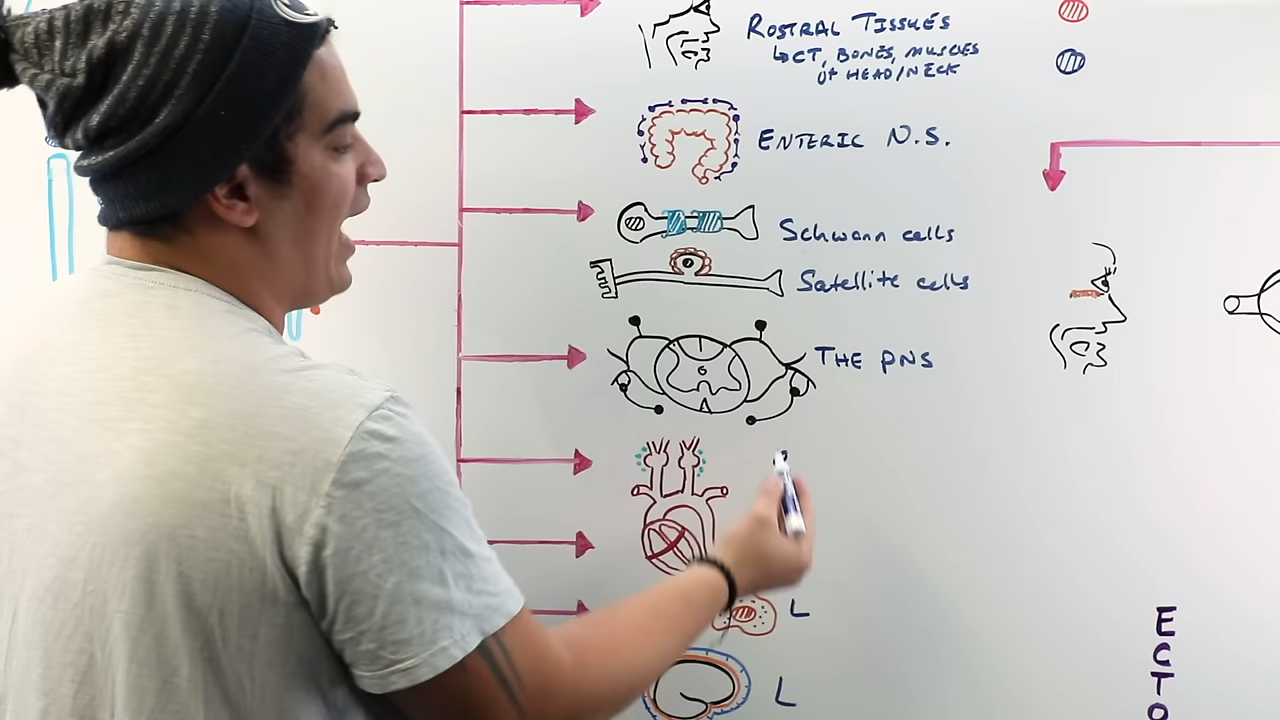 ROSTRAL TISSUES
↳CT, BONES, MUSCLES
OF HEAD/NECK
ENTERIC N.S.
Schwann cells
Satellite cells
THE PNS
L
L
ECTO